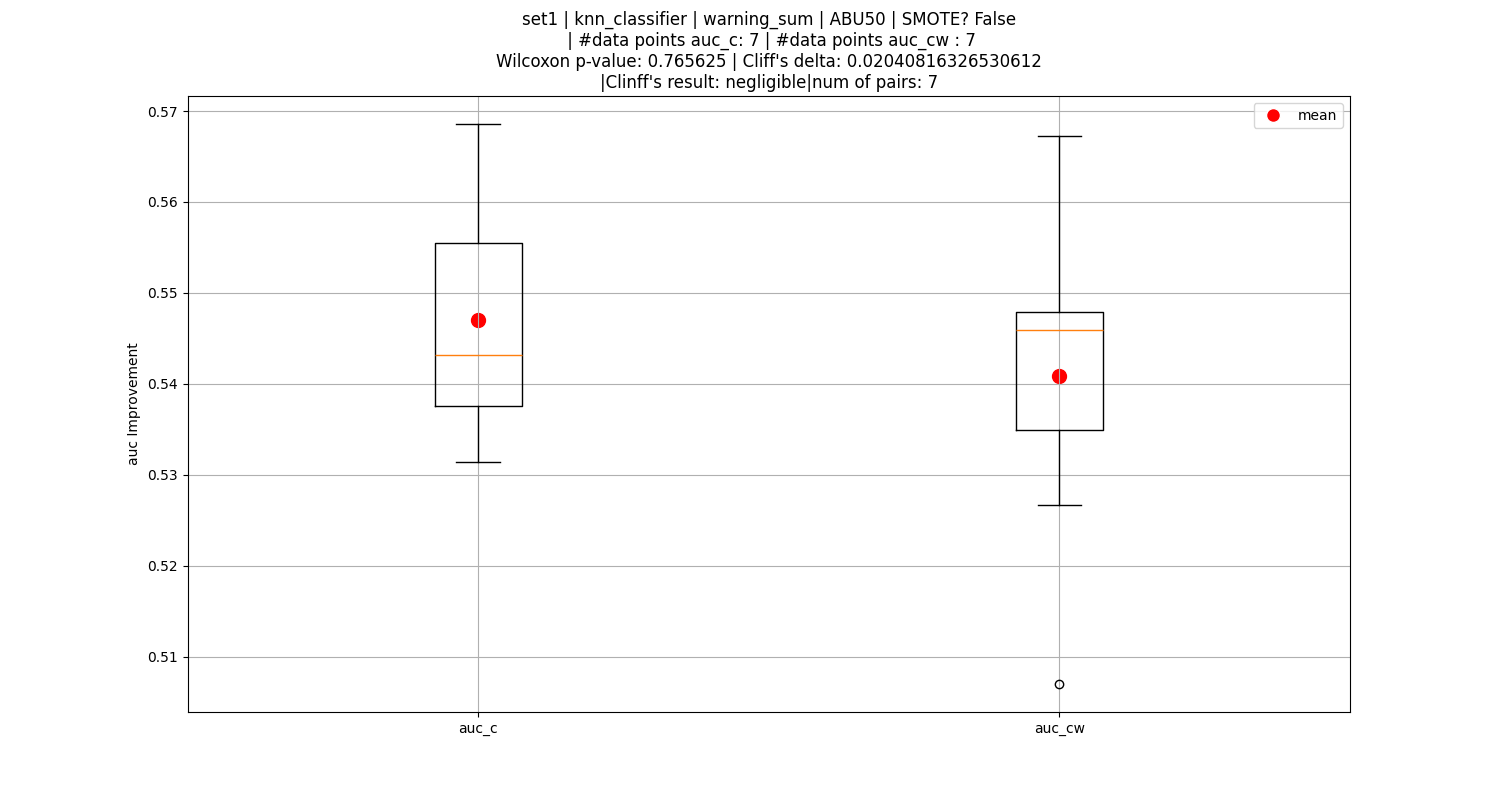 set1 | knn_classifier | warning_sum | ABU50 | SMOTE? False
| #data points auc_c: 7 | #data points auc_cw : 7
Wilcoxon p-value: 0.765625 | Cliff's delta: 0.02040816326530612
|Clinff's result: negligible|num of pairs: 7
mean
auc Improvement
0.57
0.56
0.55
0.54
0.53
0.52
0.51
auc_c
auc_cw